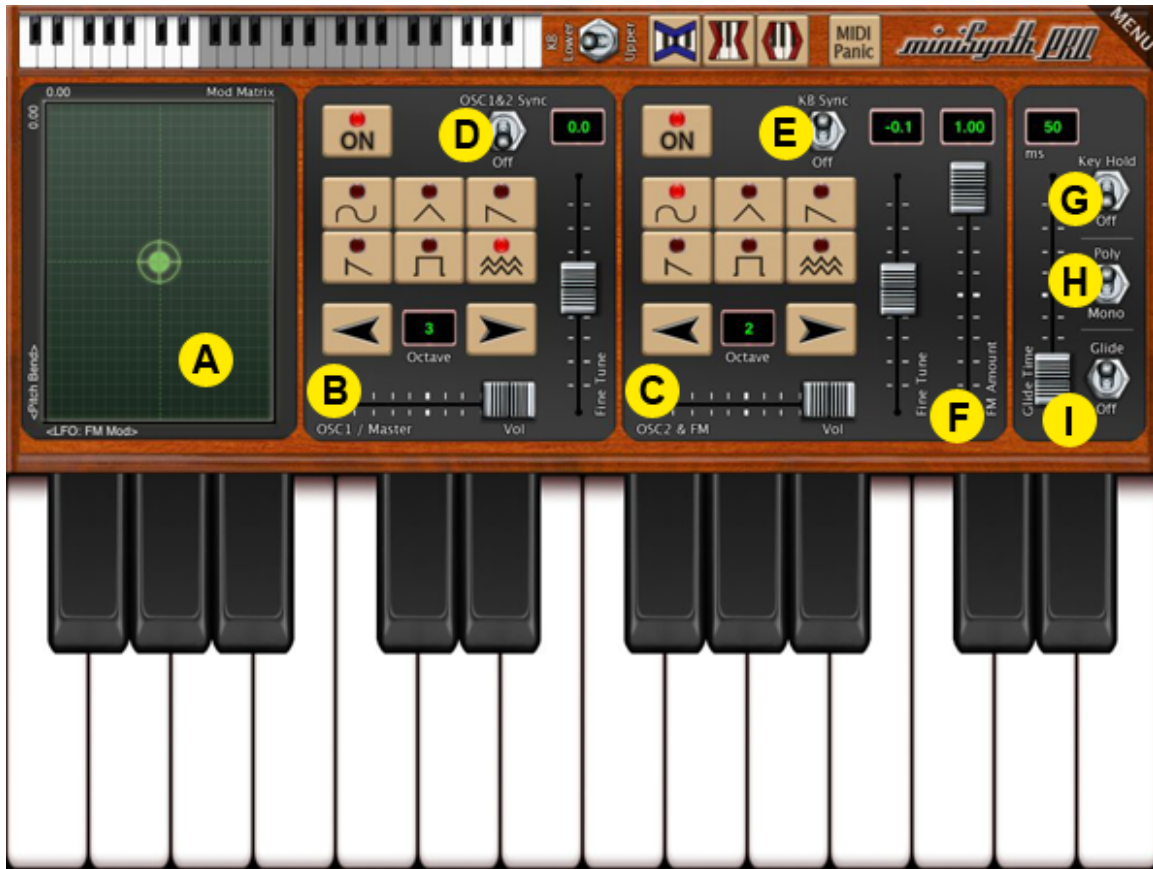 KB
Lower
Upper
MIDI
Panic
miniSynth PRO
MENU
0.00
Mod Matrix
0.00
<Pitch Bend>
A
<LFO: FM Mod>
ON
OSC1&2 Sync
D
Off
0.0
3
Octave
B
OSC1 / Master
Vol
Fine Tune
ON
KB Sync
E
Off
-0.1
1.00
2
Octave
C
OSC2 & FM
Vol
Fine Tune
F
FM Amount
50
ms
Key Hold
G
Off
Poly
H
Mono
Glide
Off
Glide Time
I